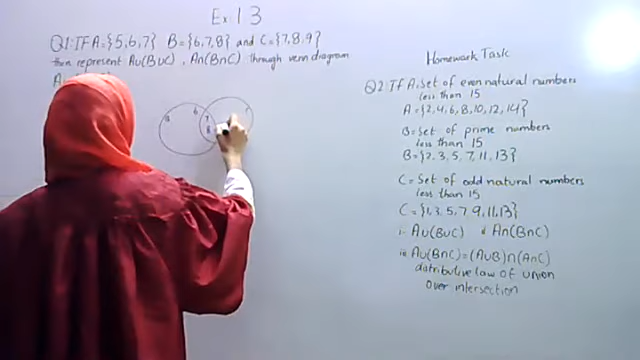 Ex 13
Q1: If A={5,6,7} B={6,7,8} and C={7,8,9}
then represent A∪(B∪C) , A∩(B∩C) through venn diagram
B 6 7 8 C
Homework Task
Q2: If A= Set of even natural numbers
less than 15
A={2,4,6,8,10,12,14}
B= Set of prime numbers
less than 15
B={2,3,5,7,11,13}
C= Set of odd natural numbers
less than 15
C={1,3,5,7,9,11,13}
i. A∪(B∪C) A∩(B∩C)
A∪(B∩C)=(A∪B)∩(A∩C)
distributive law of union
over intersection